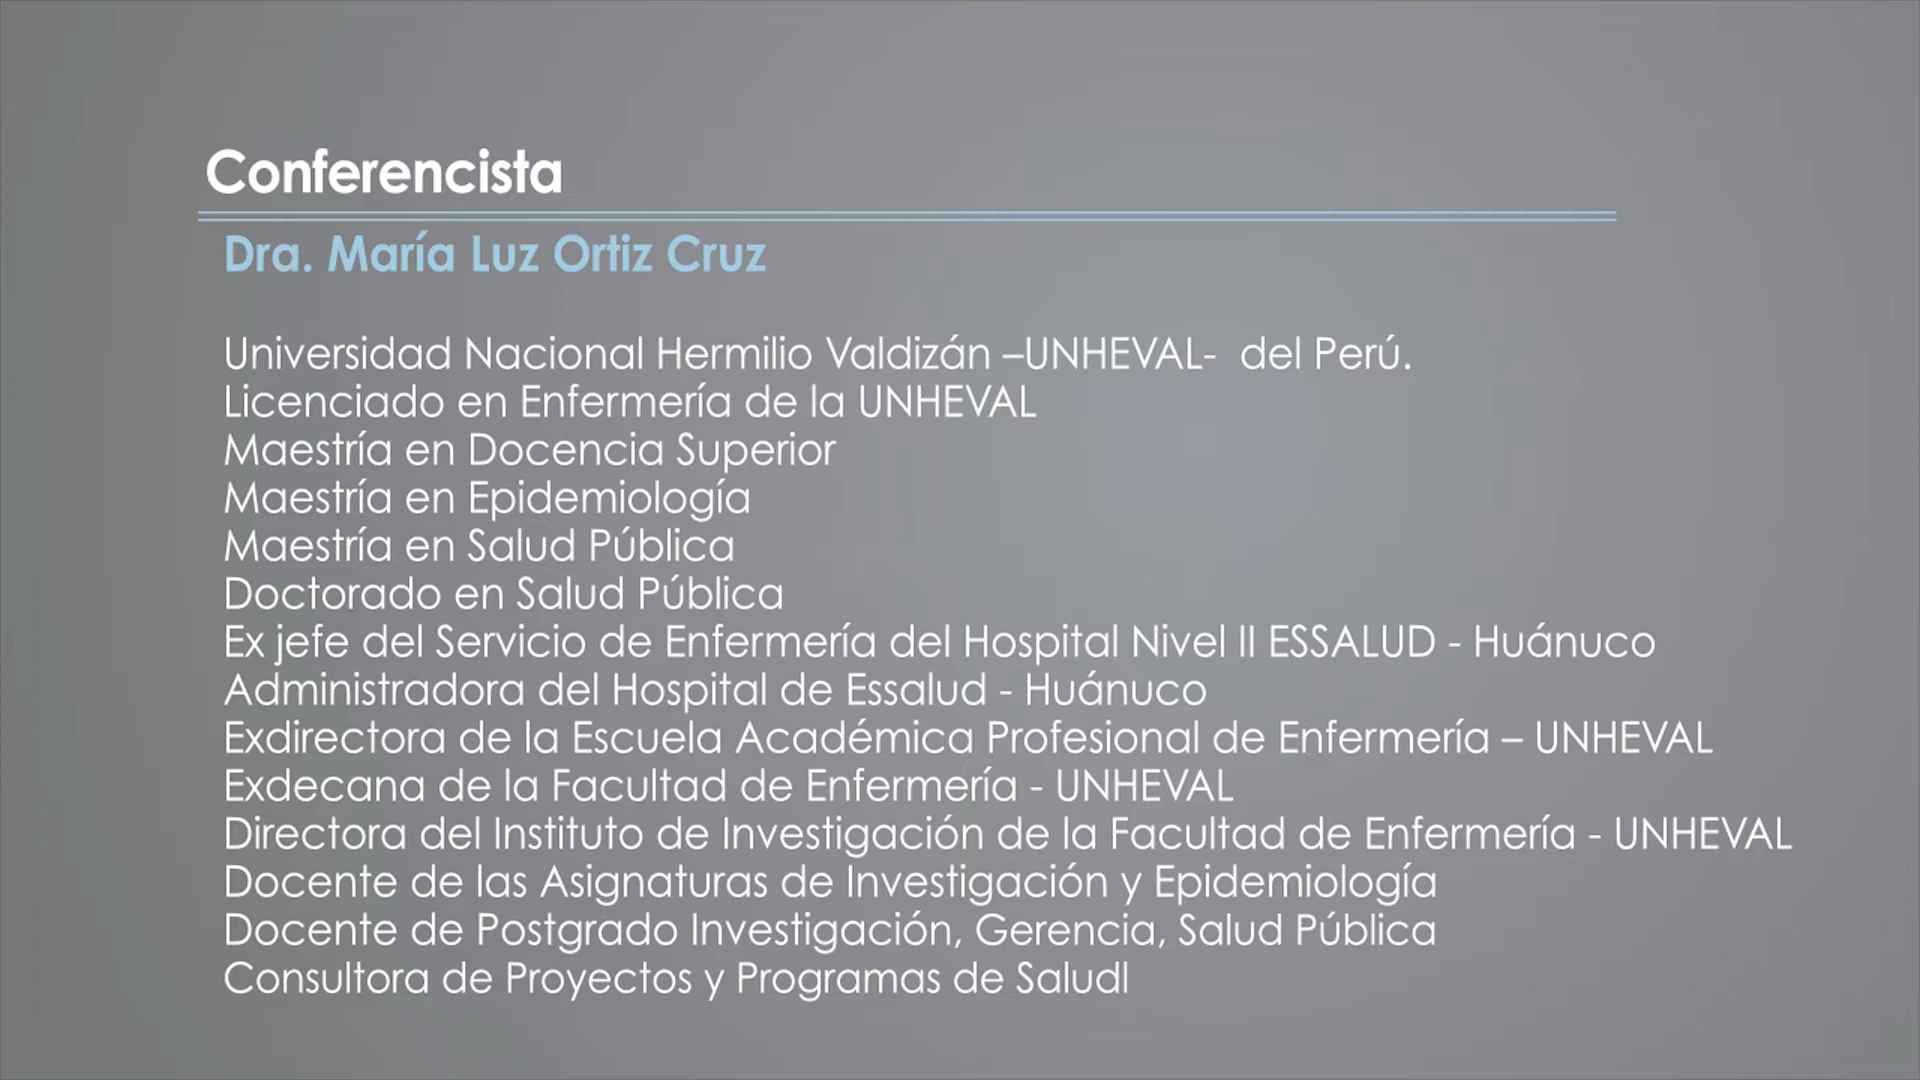 Conferencista
Dra. María Luz Ortiz Cruz
Universidad Nacional Hermilio Valdizán –UNHEVAL-  del Perú.
Licenciado en Enfermería de la UNHEVAL
Maestría en Docencia Superior
Maestría en Epidemiología
Maestría en Salud Pública
Doctorado en Salud Pública
Ex jefe del Servicio de Enfermería del Hospital Nivel II ESSALUD - Huánuco
Administradora del Hospital de Essalud - Huánuco
Exdirectora de la Escuela Académica Profesional de Enfermería – UNHEVAL
Exdecana de la Facultad de Enfermería - UNHEVAL
Directora del Instituto de Investigación de la Facultad de Enfermería - UNHEVAL
Docente de las Asignaturas de Investigación y Epidemiología
Docente de Postgrado Investigación, Gerencia, Salud Pública
Consultora de Proyectos y Programas de Saludl